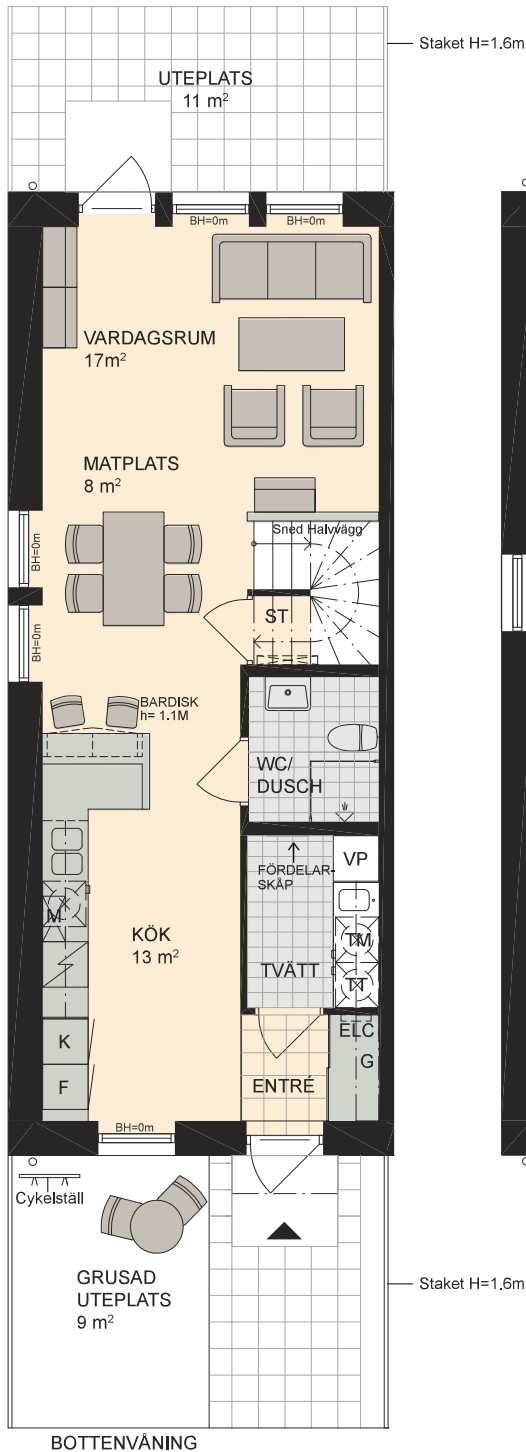 Staket H=1.6m
UTEPLATS
11 m²
BH=0m
BH=0m
VARDAGSRUM
17m²
MATPLATS
8 m²
Sned Halvvägg
BH=0m
ST
BH=0m
BARDISK
h= 1.1M
WC/
DUSCH
FÖRDELAR-
SKÅP
VP
M
KÖK
13 m²
TM
TVÄTT
TT
K
ELC
G
F
ENTRÉ
BH=0m
Cykelställ
GRUSAD
UTEPLATS
9 m²
Staket H=1.6m
BOTTENVÅNING